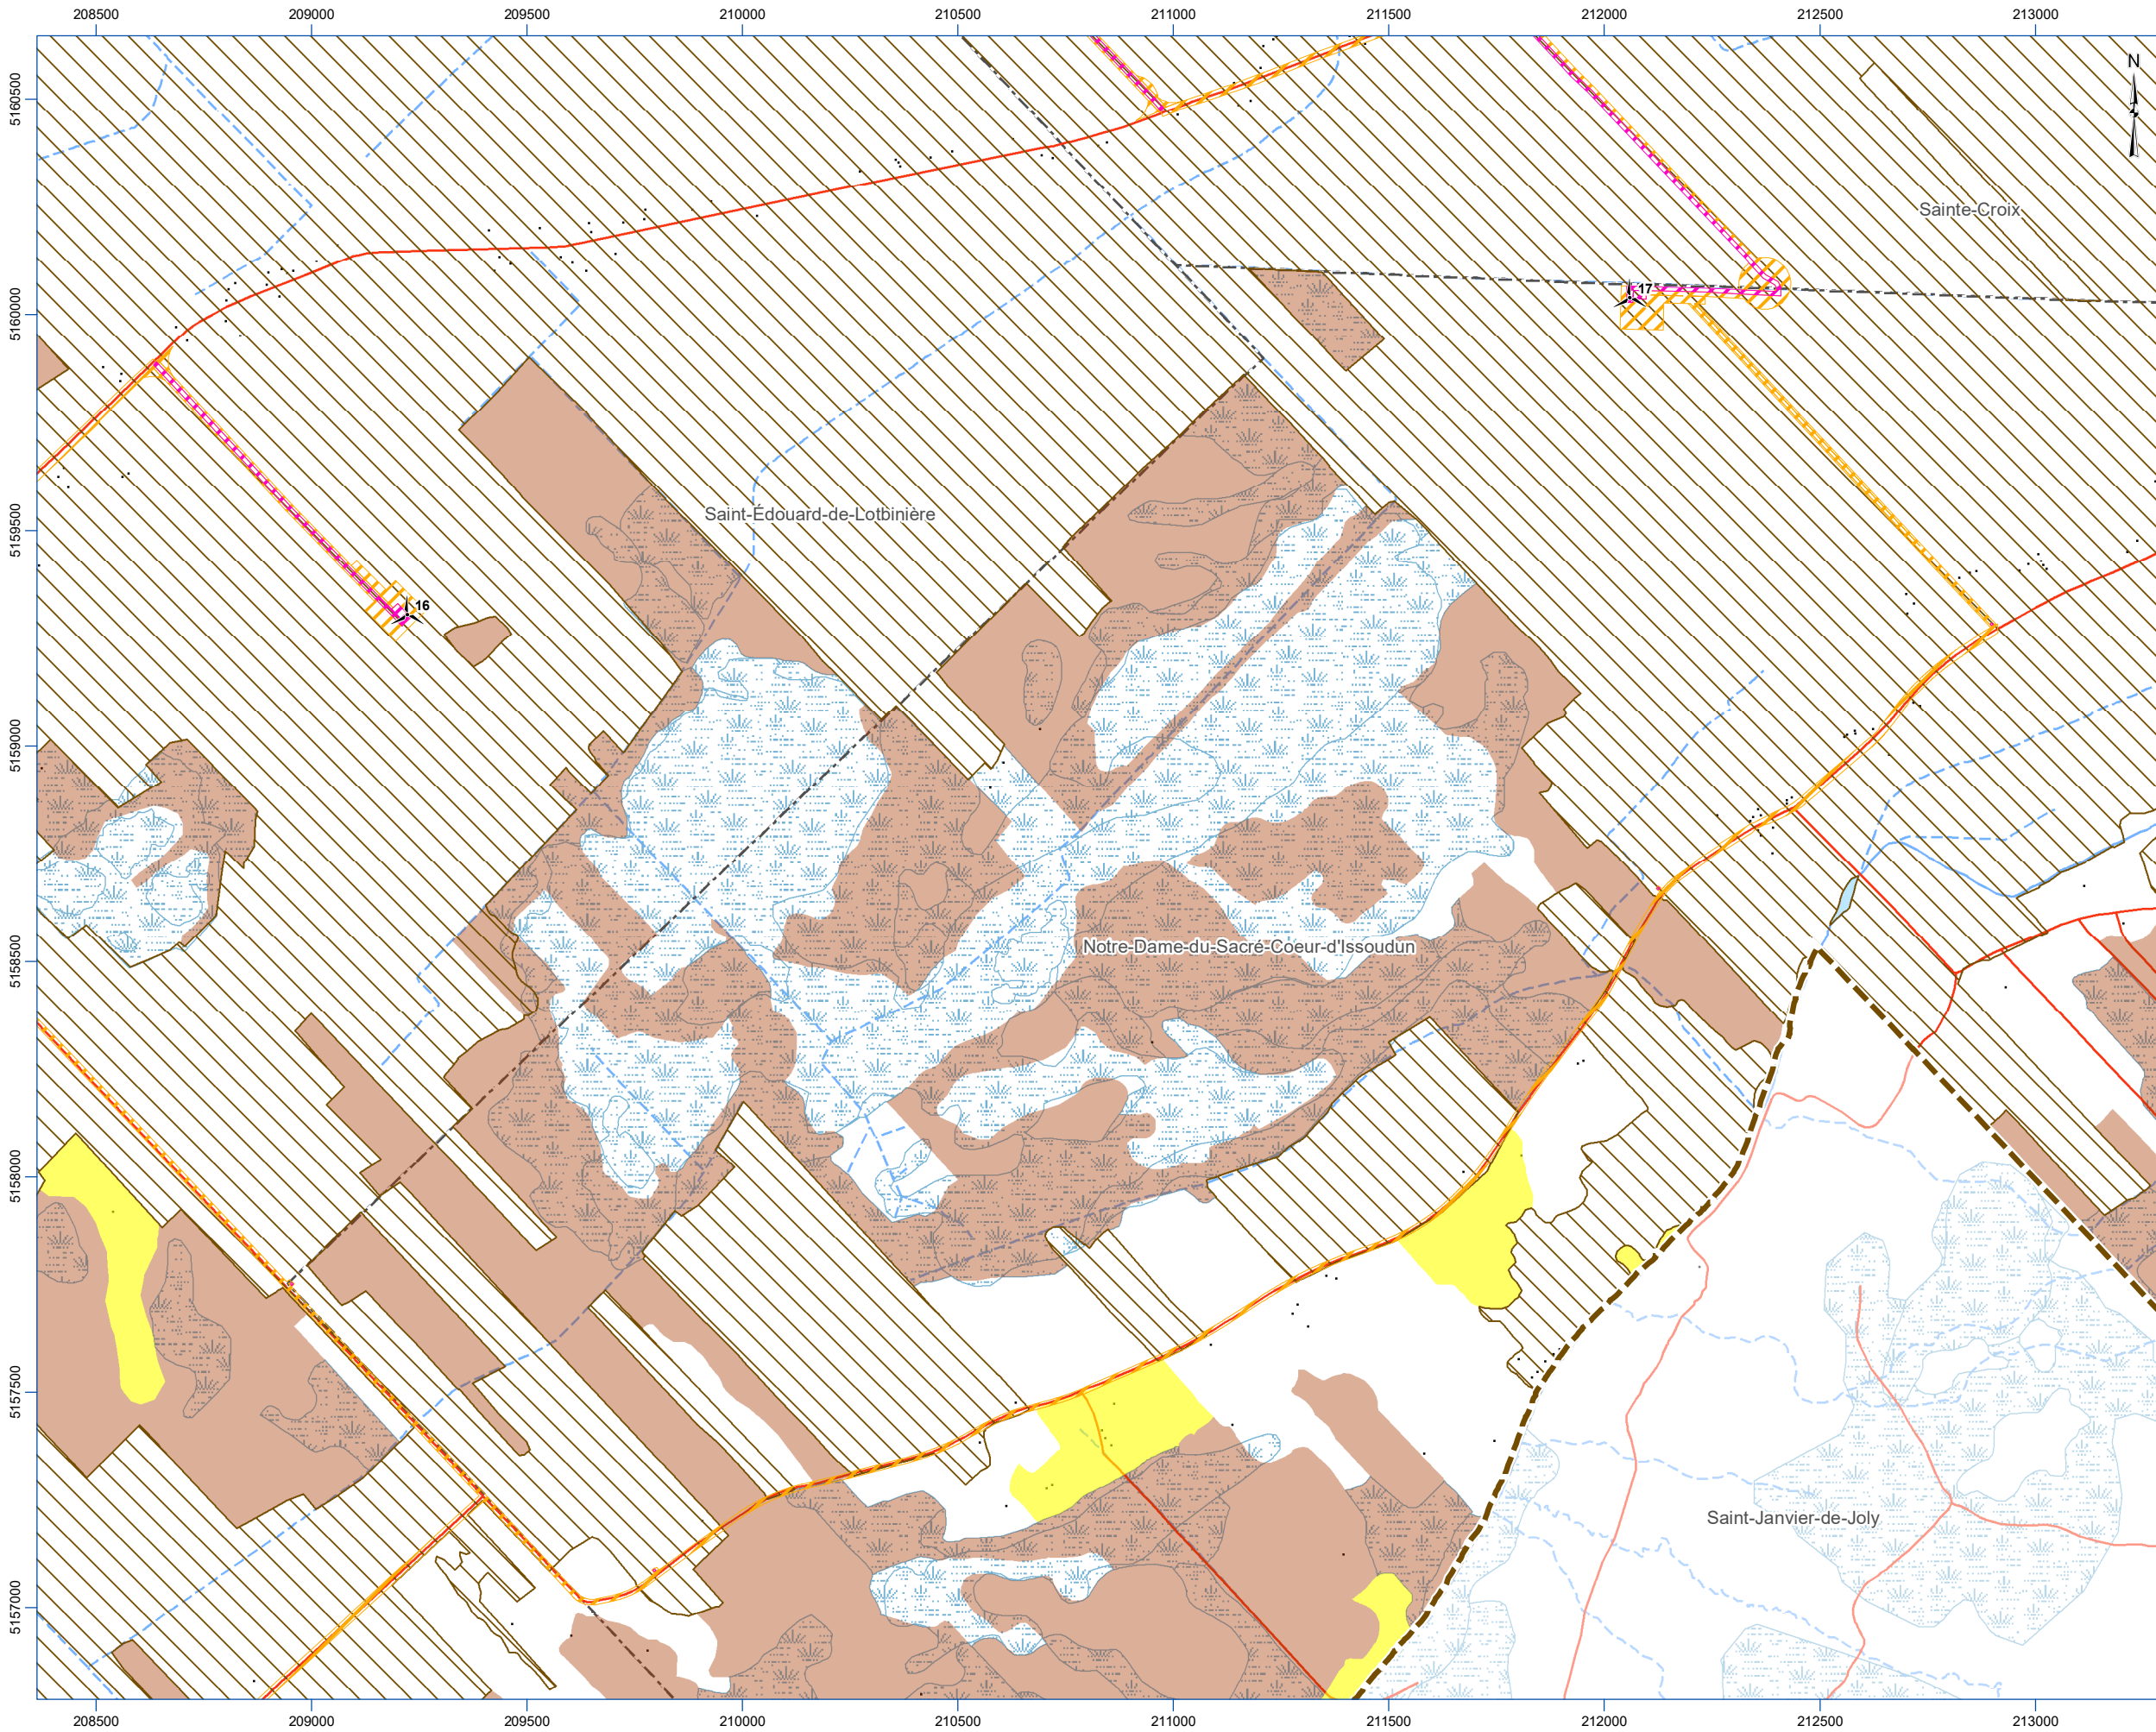 208500 209000 209500 210000 210500 211000 211500 212000 212500 213000
5160500
N
Sainte-Croix
17
5160000
Saint-Édouard-de-Lotbinière
5159500
16
5159000
Notre-Dame-du-Sacré-Coeur-d'Issoudun
5158500
5158000
5157500
Saint-Janvier-de-Joly
5157000
208500 209000 209500 210000 210500 211000 211500 212000 212500 213000